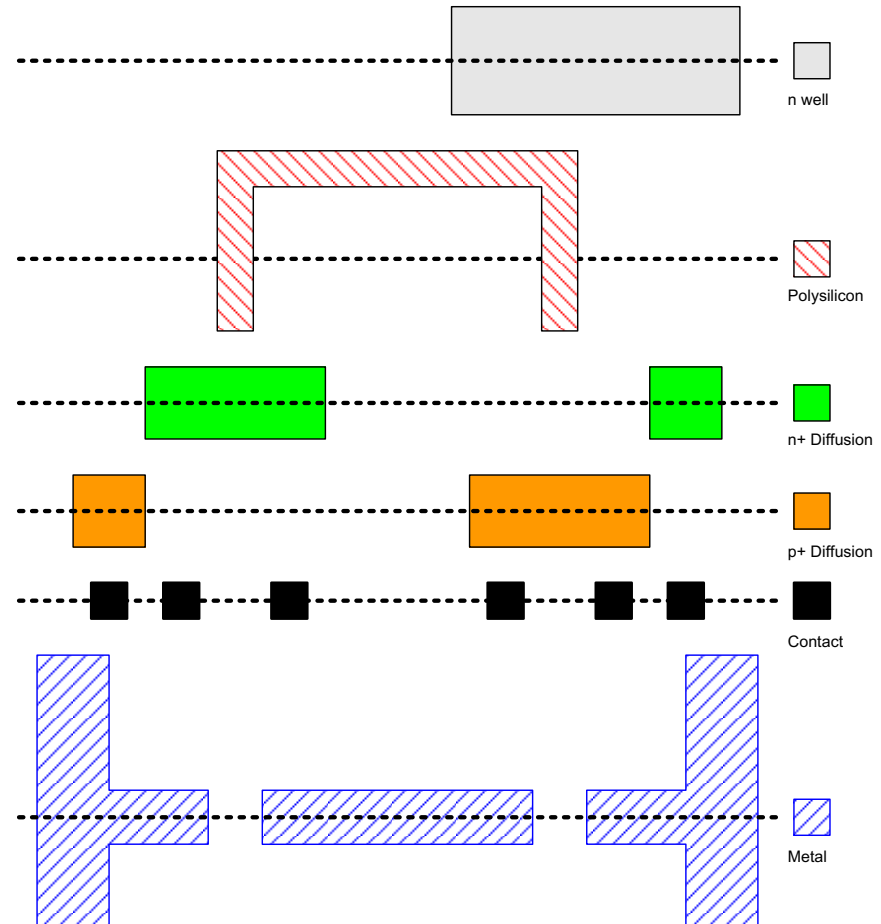 n well
Polysilicon
n+ Diffusion
p+ Diffusion
Contact
Metal